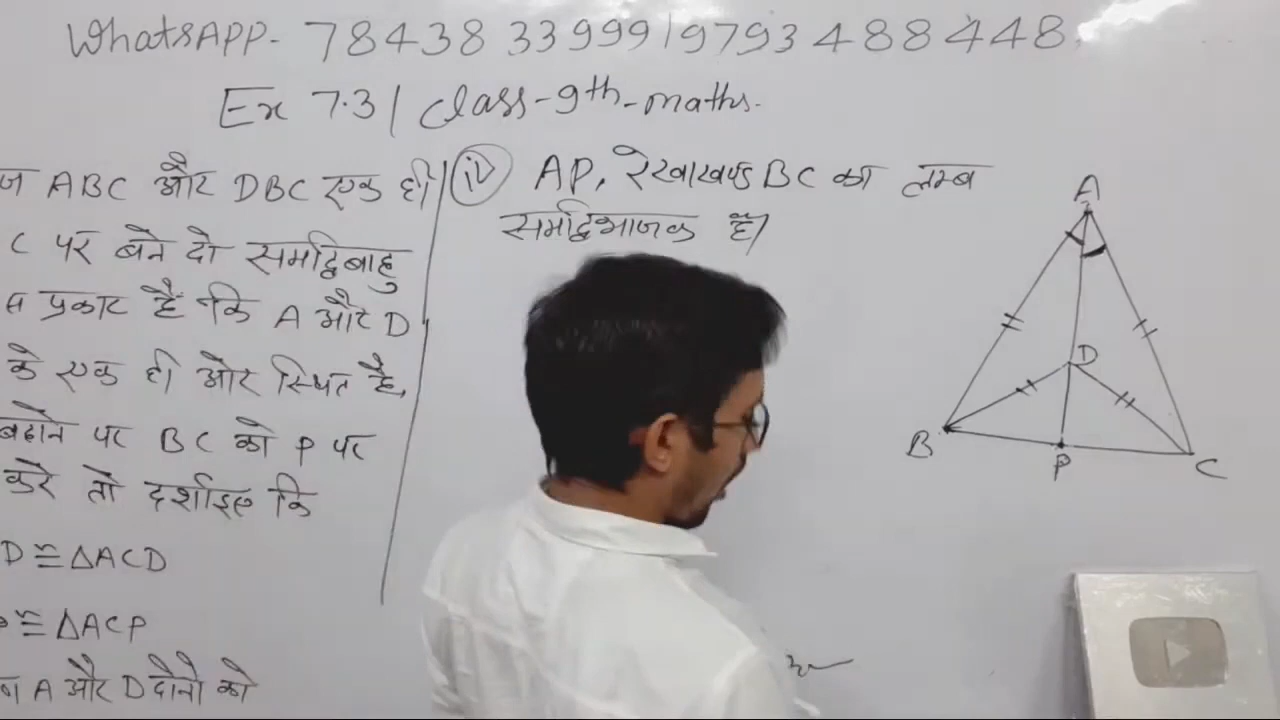 WhatsAPP- 78438 33999/9793488448
Ex 7.3/ Class-9th-maths.
ज ABC और DBC एक ही
C पर बने दो समद्विबाहु
स प्रकार है कि A और D
के एक ही ओर स्थित है,
बढ़ाने पर BC को P पर
करे तो दर्शाइए कि
D ≅ ΔACD
≅ ΔACP
A और D दोनो को
iv AP, रेखाखण्ड BC का लम्ब
समद्विभाजक है।
A
D
B
P
C